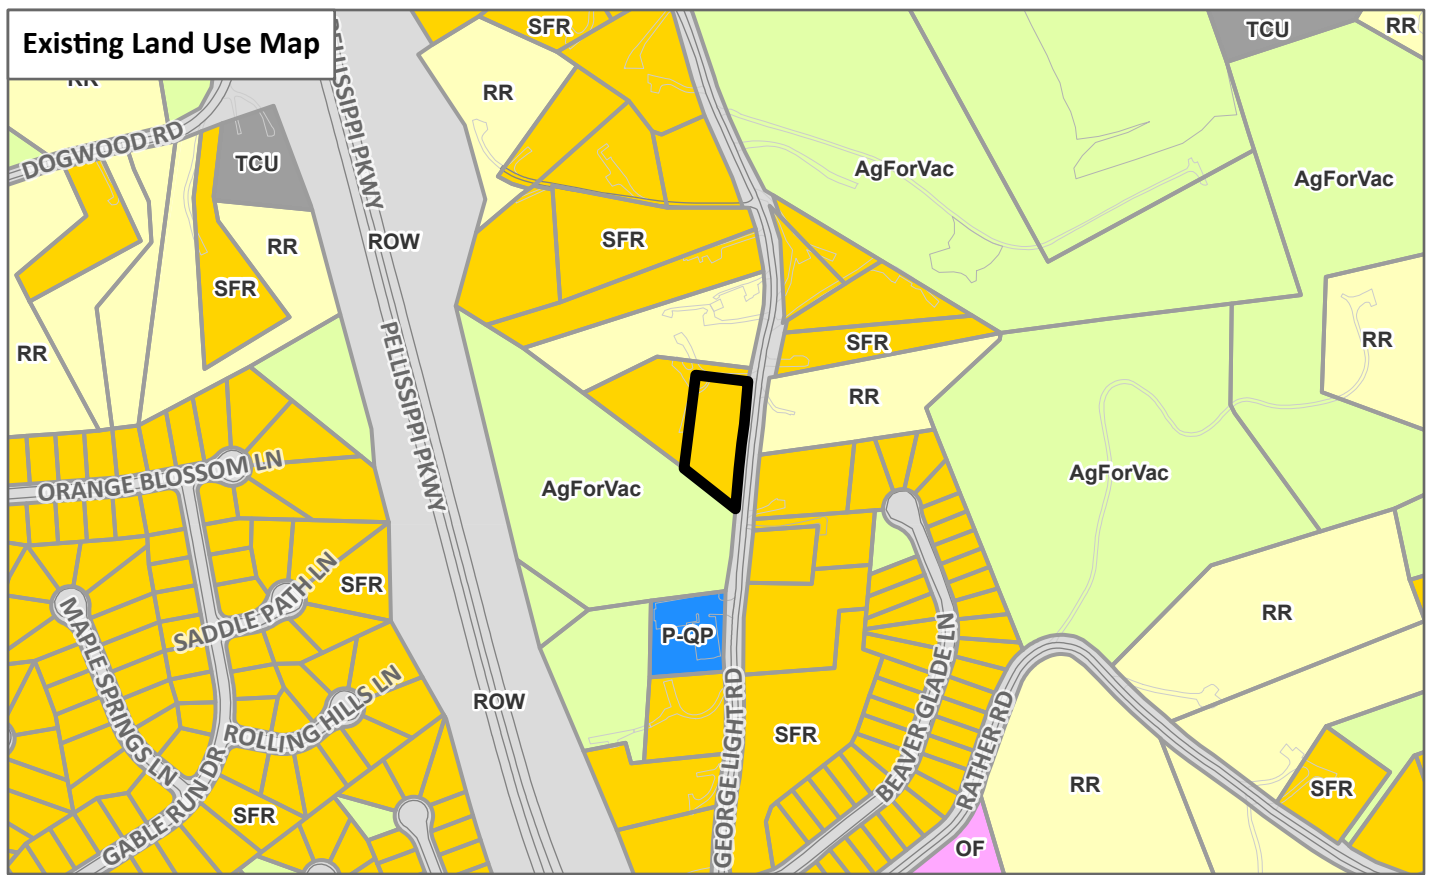 Existing Land Use Map
SFR
TCU
RR
RR
RR
PELLISSIPPI PKWY
DOGWOOD RD
TCU
AgForVac
AgForVac
RR
ROW
SFR
SFR
RR
SFR
RR
PELLISSIPPI PKWY
RR
ORANGE BLOSSOM LN
AgForVac
AgForVac
SADDLE PATH LN
SFR
MAPLE SPRINGS LN
P-QP
RR
ROLLING HILLS LN
ROW
GEORGE LIGHT RD
SFR
BEAVER GLADE LN
RATHER RD
RR
SFR
GABLE RUN DR
SFR
OF